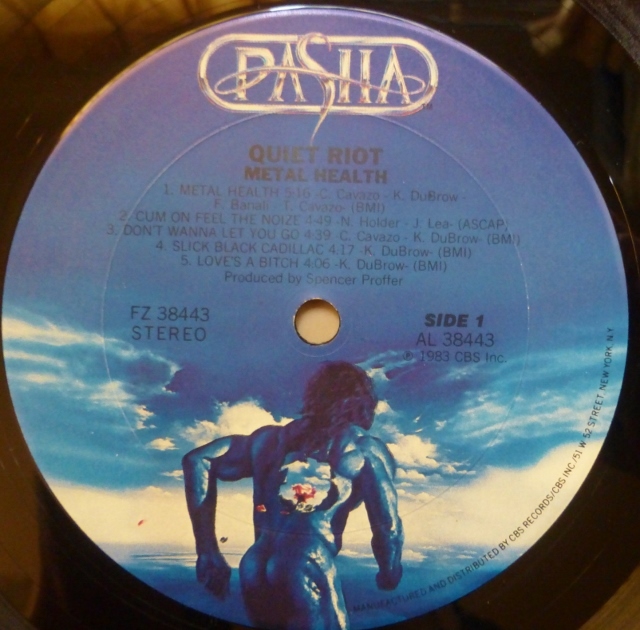 PASHA
QUIET RIOT
METAL HEALTH
1. METAL HEALTH 5:16 -C. Cavazo - K. DuBrow -
F. Banali - T. Cavazo- (BMI)
2. CUM ON FEEL THE NOIZE 4:49 -N. Holder - J. Lea- (ASCAP)
3. DON'T WANNA LET YOU GO 4:39 -C. Cavazo - K. DuBrow- (BMI)
4. SLICK BLACK CADILLAC 4:17 -K. DuBrow- (BMI)
5. LOVE'S A BITCH 4:06 -K. DuBrow- (BMI)
Produced by Spencer Proffer
FZ 38443
STEREO
SIDE 1
AL 38443
℗ 1983 CBS Inc.
MANUFACTURED AND DISTRIBUTED BY CBS RECORDS/CBS INC./51 W. 52 STREET, NEW YORK, N.Y.